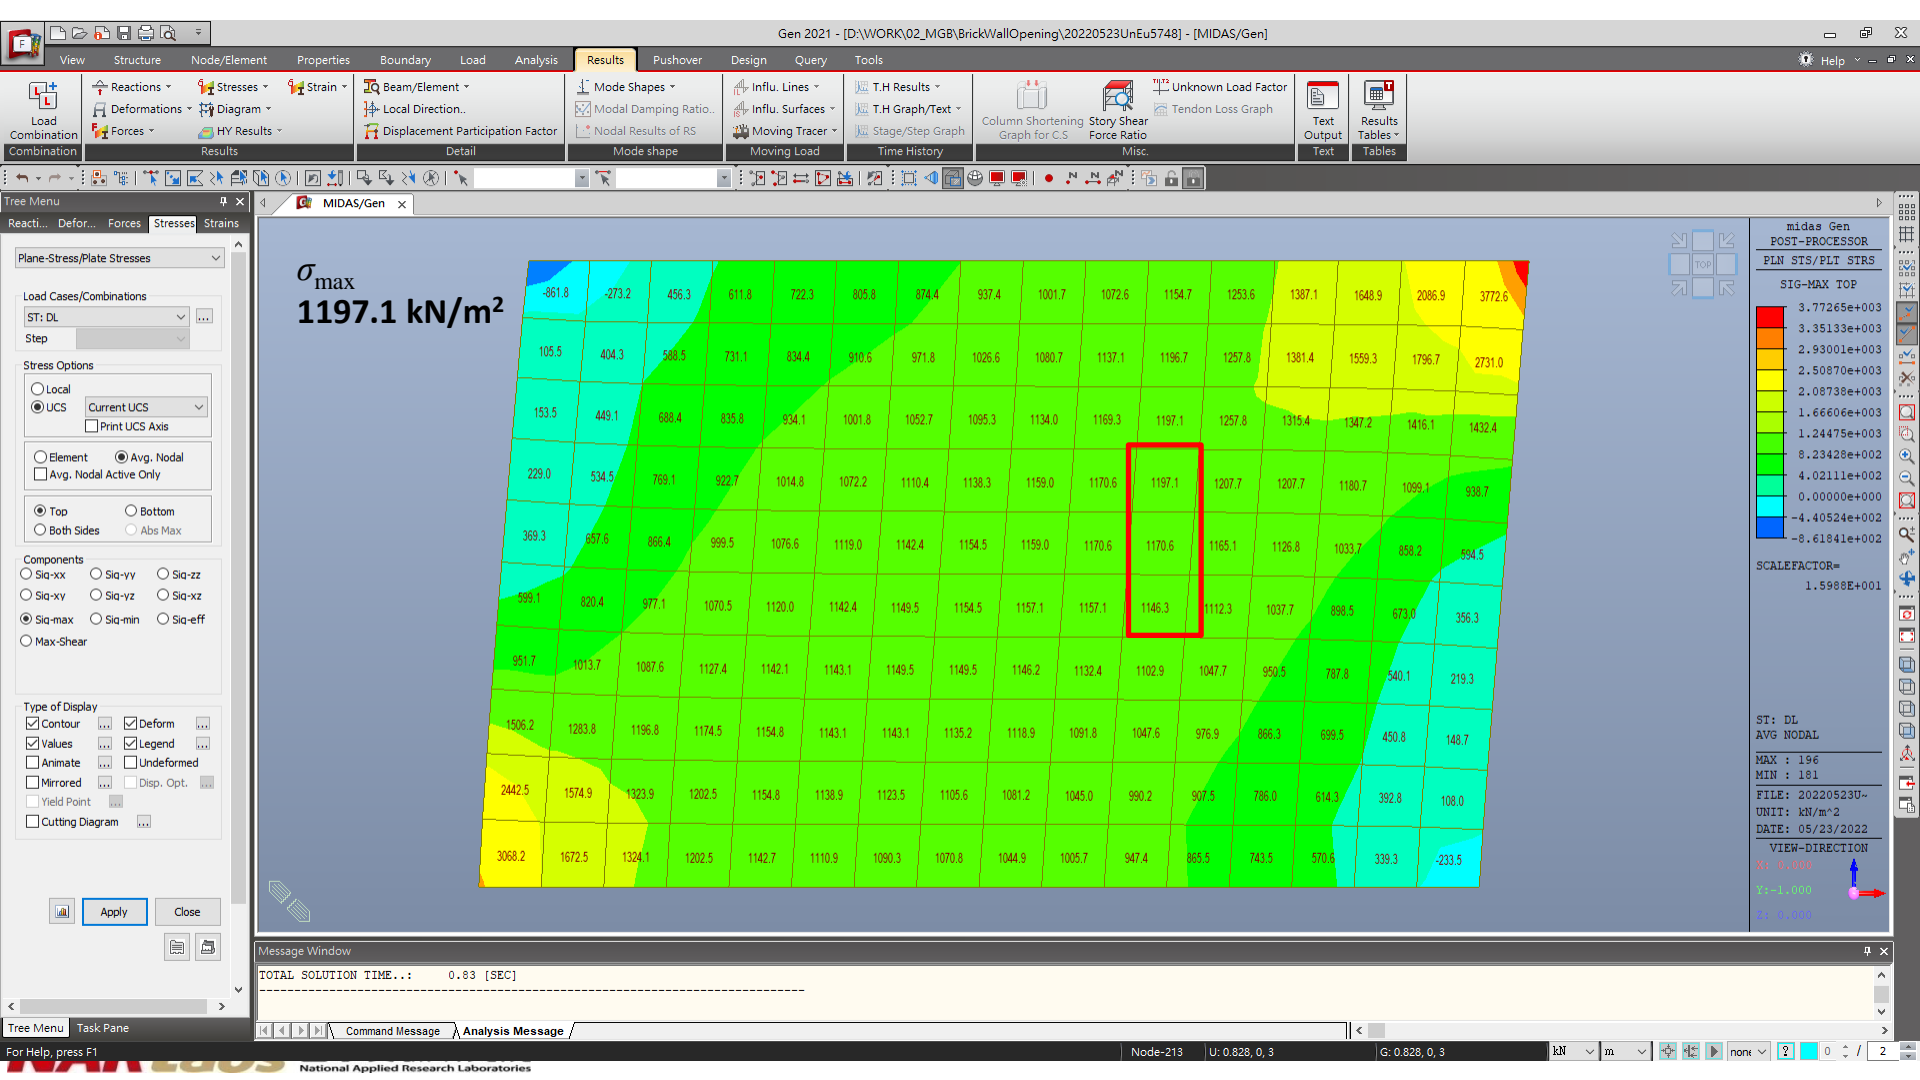 Gen 2021 - [D:\WORK\02_MGB\BrickWallOpening\20220523UnEu5748] - [MIDAS/Gen]
View Structure Node/Element Properties Boundary Load Analysis Results Pushover Design Query Tools Help
Load Combination
Combination
Reactions Stresses Strain
Deformations Diagram
Forces HY Results
Results
Beam/Element
Local Direction..
Displacement Participation Factor
Detail
Mode Shapes
Modal Damping Ratio..
Nodal Results of RS
Mode shape
Influ. Lines
Influ. Surfaces
Moving Tracer
Moving Load
T.H Results
T.H Graph/Text
Stage/Step Graph
Time History
Column Shortening Graph for C.S
Story Shear Force Ratio
Unknown Load Factor
Tendon Loss Graph
Misc.
Text Output
Text
Results Tables
Tables
Tree Menu
Reacti... Defor... Forces Stresses Strains
Plane-Stress/Plate Stresses
Load Cases/Combinations
ST: DL
Step
Stress Options
Local
UCS Current UCS
Print UCS Axis
Element Avg. Nodal
Avg. Nodal Active Only
Top Bottom
Both Sides Abs Max
Components
Sig-xx Sig-yy Sig-zz
Sig-xy Sig-yz Sig-xz
Sig-max Sig-min Sig-eff
Max-Shear
Type of Display
Contour Deform
Values Legend
Animate Undeformed
Mirrored Disp. Opt.
Yield Point
Cutting Diagram
Apply Close
Tree Menu Task Pane
MIDAS/Gen
σmax
1197.1 kN/m²
-861.8 -273.2 456.3 611.8 722.3 805.8 874.4 937.4 1001.7 1072.6 1154.7 1253.6 1387.1 1648.9 2086.9 3772.6
105.5 404.3 588.5 731.1 834.4 910.6 971.8 1026.6 1080.7 1137.1 1196.7 1257.8 1381.4 1559.3 1796.7 2731.0
153.5 449.1 688.4 835.8 934.1 1001.8 1052.7 1095.3 1134.0 1169.3 1197.1 1257.8 1315.4 1347.2 1416.1 1432.4
229.0 534.5 769.1 922.7 1014.8 1072.2 1110.4 1138.3 1159.0 1170.6 1197.1 1207.7 1207.7 1180.7 1099.1 938.7
369.3 657.6 866.4 999.5 1076.6 1119.0 1142.4 1154.5 1159.0 1170.6 1170.6 1165.1 1126.8 1033.7 858.2 594.5
599.1 820.4 977.1 1070.5 1120.0 1142.4 1149.5 1154.5 1157.1 1157.1 1146.3 1112.3 1037.7 898.5 673.0 356.3
951.7 1013.7 1087.6 1127.4 1142.1 1143.1 1149.5 1149.5 1146.2 1132.4 1102.9 1047.7 950.5 787.8 540.1 219.3
1506.2 1283.8 1196.8 1174.5 1154.8 1143.1 1143.1 1135.2 1118.9 1091.8 1047.6 976.9 866.3 699.5 450.8 148.7
2442.5 1574.9 1323.9 1202.5 1154.8 1138.9 1123.5 1105.6 1081.2 1045.0 990.2 907.5 786.0 614.3 392.8 108.0
3068.2 1672.5 1324.1 1202.5 1142.7 1110.9 1090.3 1070.8 1044.9 1005.7 947.4 865.5 743.5 570.6 339.3 -233.5
TOP
midas Gen
POST-PROCESSOR
PLN STS/PLT STRS
SIG-MAX TOP
3.77265e+003
3.35133e+003
2.93001e+003
2.50870e+003
2.08738e+003
1.66606e+003
1.24475e+003
8.23428e+002
4.02111e+002
0.00000e+000
-4.40524e+002
-8.61841e+002
SCALEFACTOR=
1.5988E+001
ST: DL
AVG NODAL
MAX : 196
MIN : 181
FILE: 20220523U~
UNIT: kN/m^2
DATE: 05/23/2022
VIEW-DIRECTION
X: 0.000
Y:-1.000
Z: 0.000
Message Window
TOTAL SOLUTION TIME..: 0.83 [SEC]
Command Message Analysis Message
For Help, press F1
Node-213 U: 0.828, 0, 3 G: 0.828, 0, 3 kN m none 0 / 2
National Applied Research Laboratories